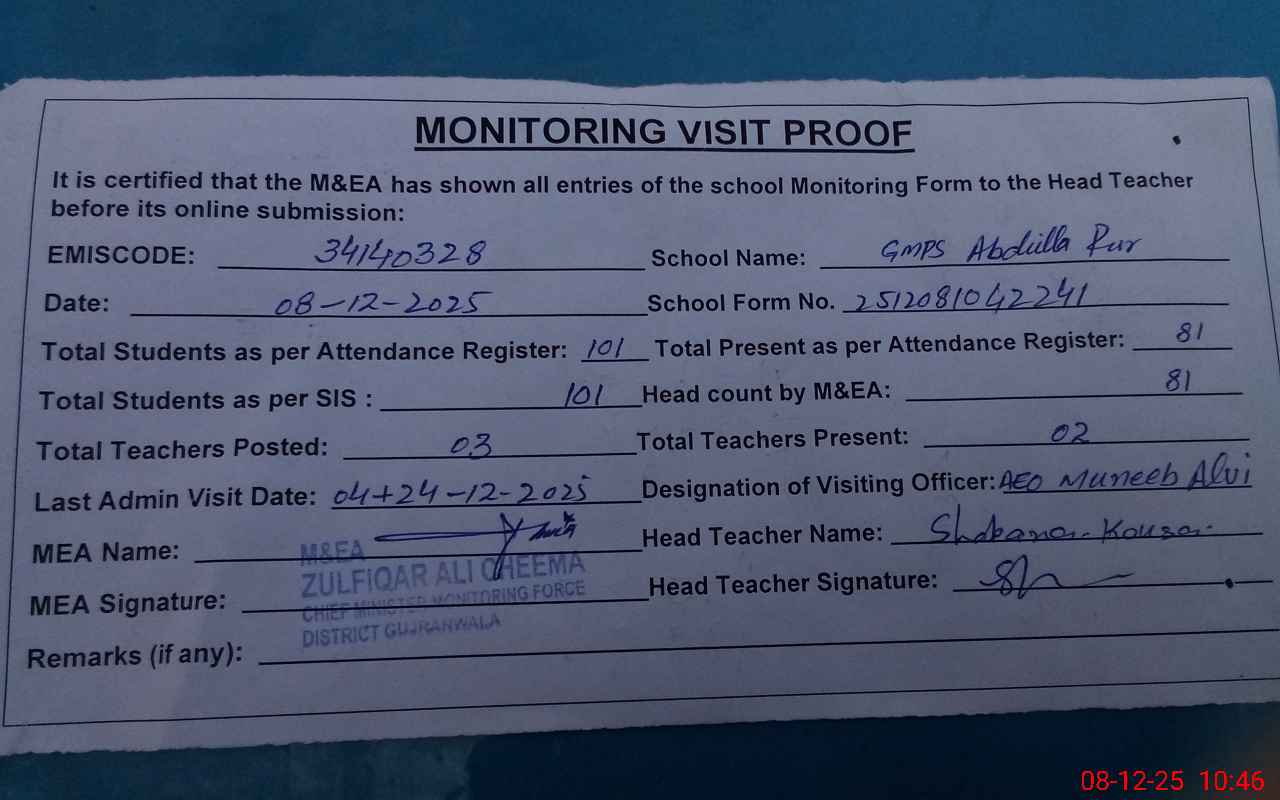 MONITORING VISIT PROOF
It is certified that the M&EA has shown all entries of the school Monitoring Form to the Head Teacher
before its online submission:
EMISCODE: 34140328 School Name: GMPS Abdulla Pur
Date: 08-12-2025 School Form No. 2512081042241
Total Students as per Attendance Register: 101 Total Present as per Attendance Register: 81
Total Students as per SIS : 101 Head count by M&EA: 81
Total Teachers Posted: 03 Total Teachers Present: 02
Last Admin Visit Date: 04+24-12-2025 Designation of Visiting Officer: AEO Muneeb Alvi
MEA Name: Head Teacher Name: Shabana Kousar
M&EA
ZULFIQAR ALI CHEEMA
MEA Signature: Head Teacher Signature:
CHIEF MINISTER MONITORING FORCE
DISTRICT GUJRANWALA
Remarks (if any):
08-12-25 10:46